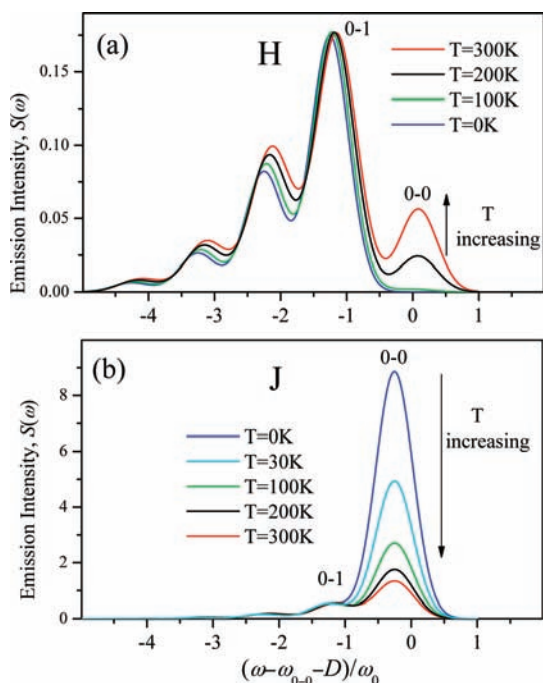 (a)
H
0-1
T=300K
T=200K
T=100K
T=0K
0-0
T
increasing
Emission Intensity, S(ω)
0.15
0.10
0.05
0.00
-4 -3 -2 -1 0 1
(b)
J
0-0
T
increasing
T=0K
T=30K
T=100K
T=200K
T=300K
0-1
Emission Intensity, S(ω)
8
6
4
2
0
-4 -3 -2 -1 0 1
(ω-ω₀₋₀-D)/ω₀